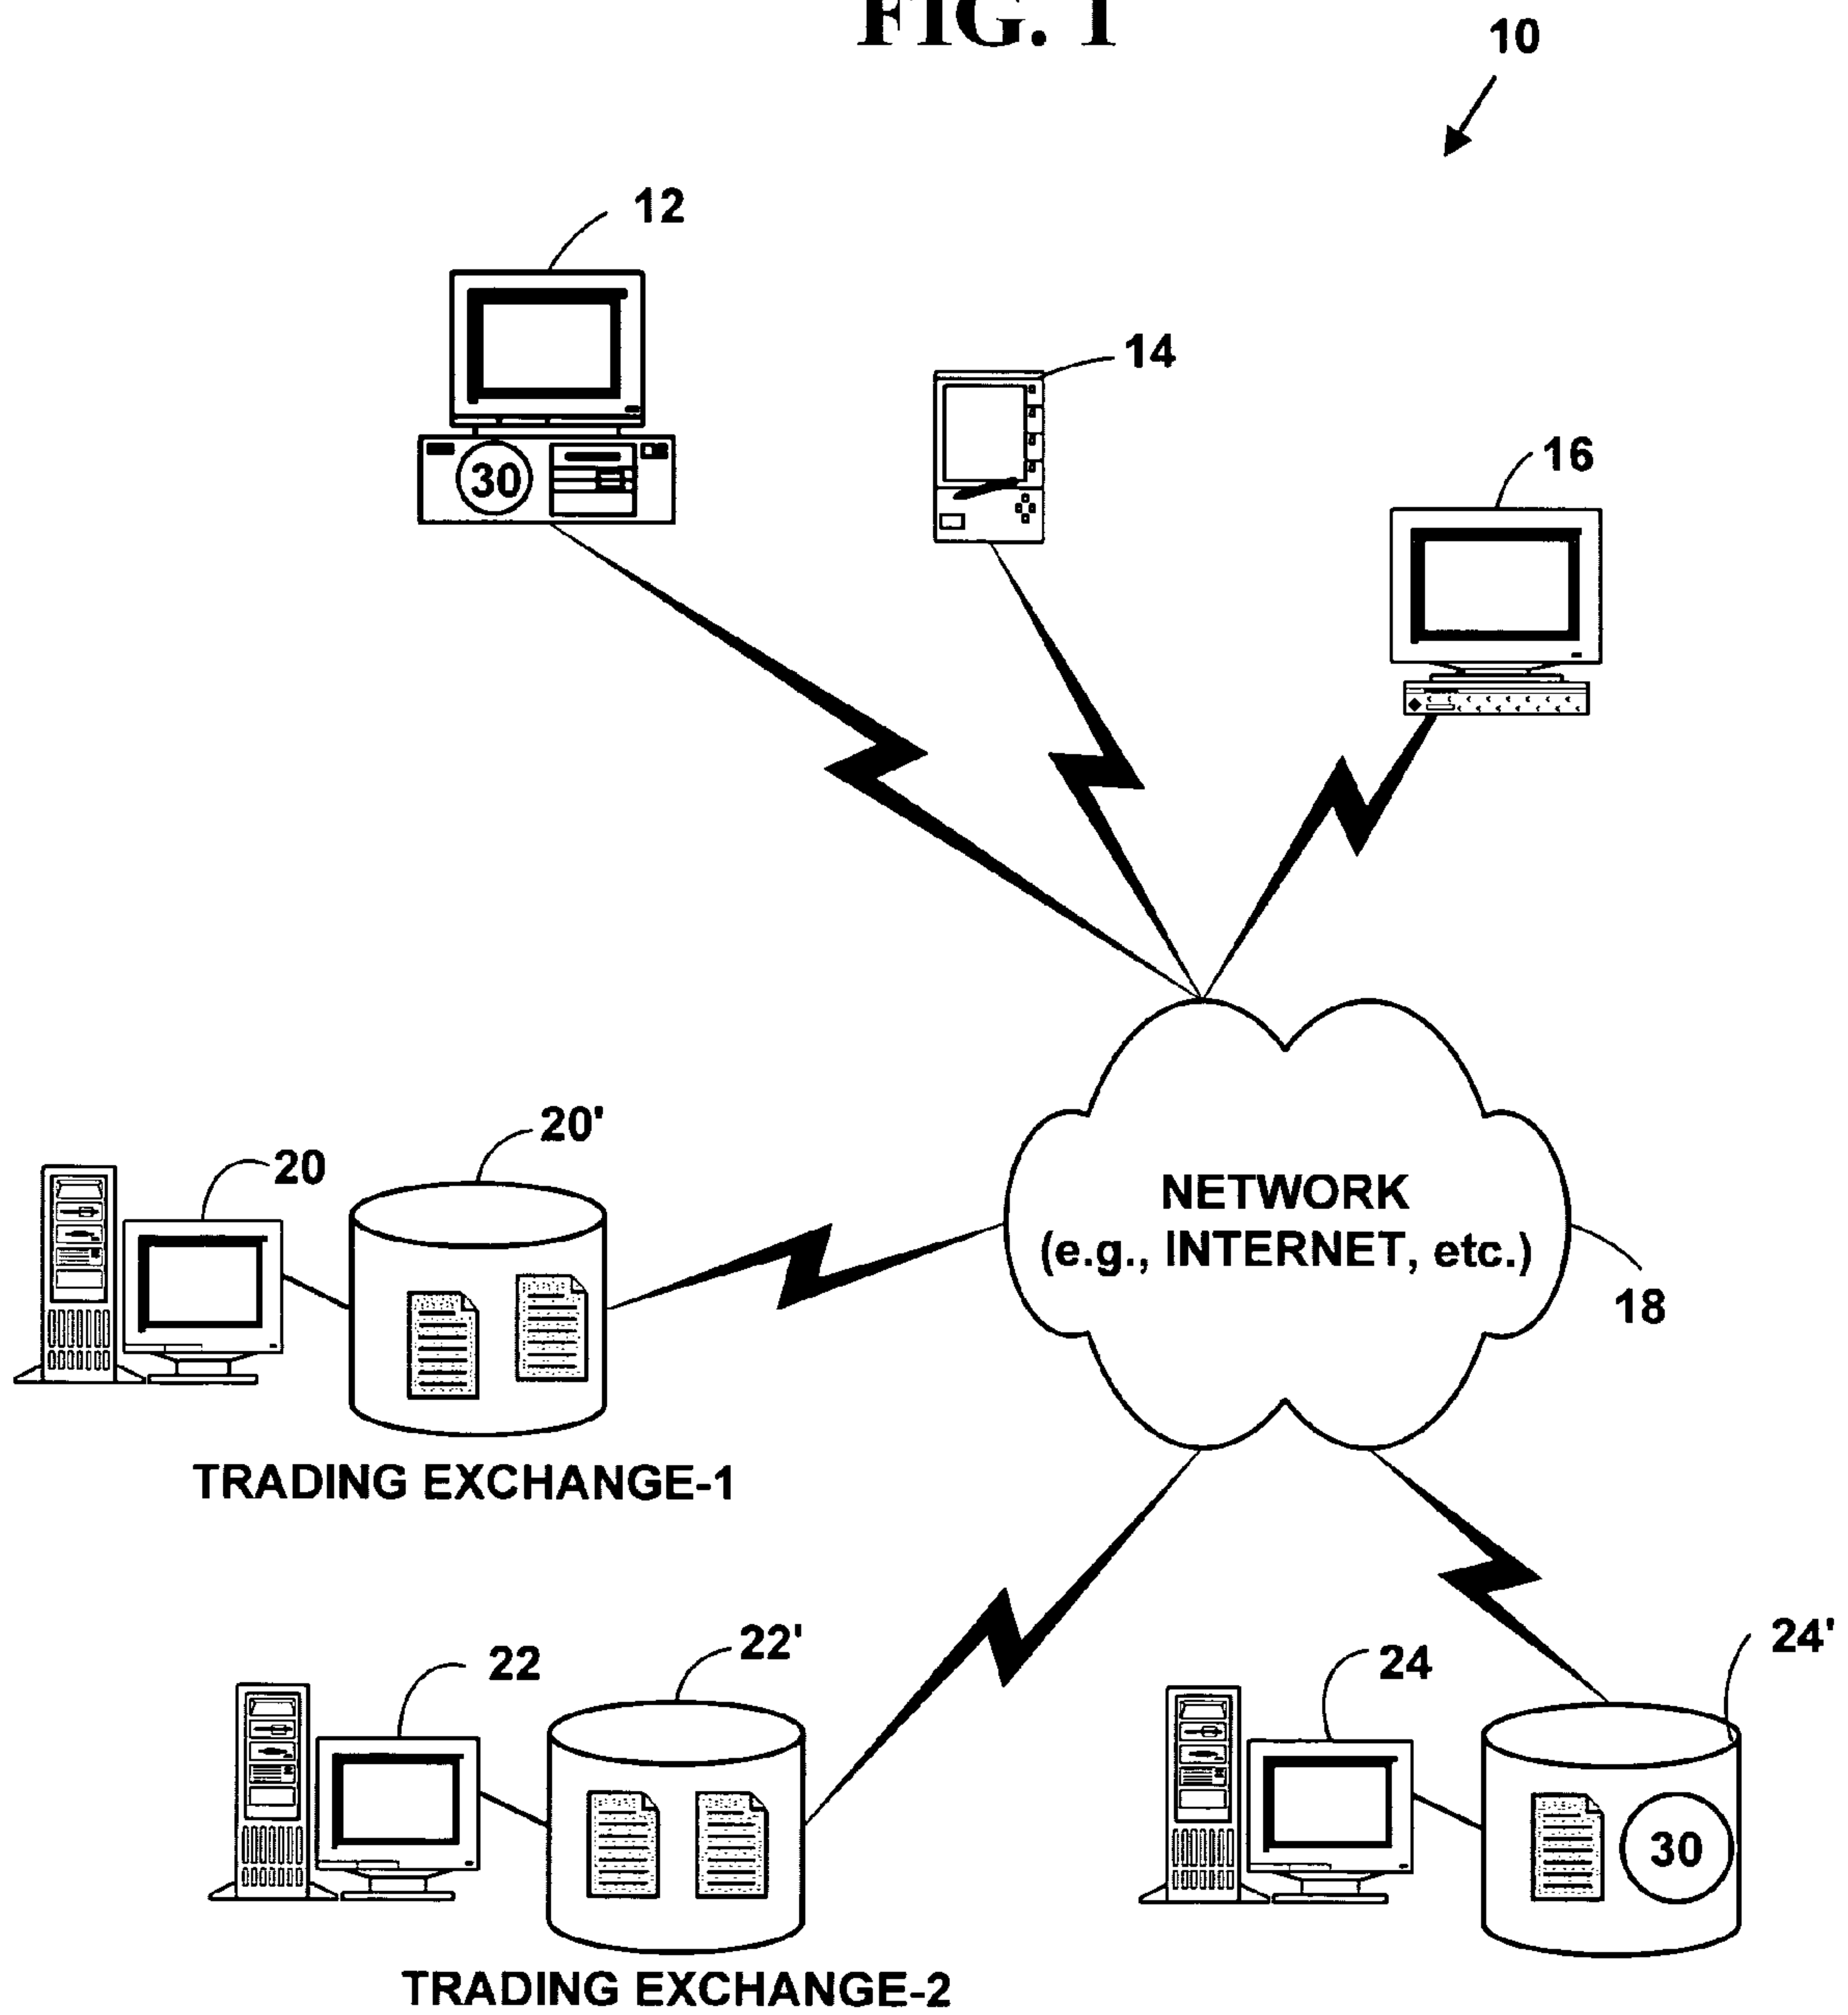 FIG. 1
10
12
14
16
30
20'
20
NETWORK
(e.g., INTERNET, etc.)
18
TRADING EXCHANGE-1
22'
22
24'
24
30
TRADING EXCHANGE-2